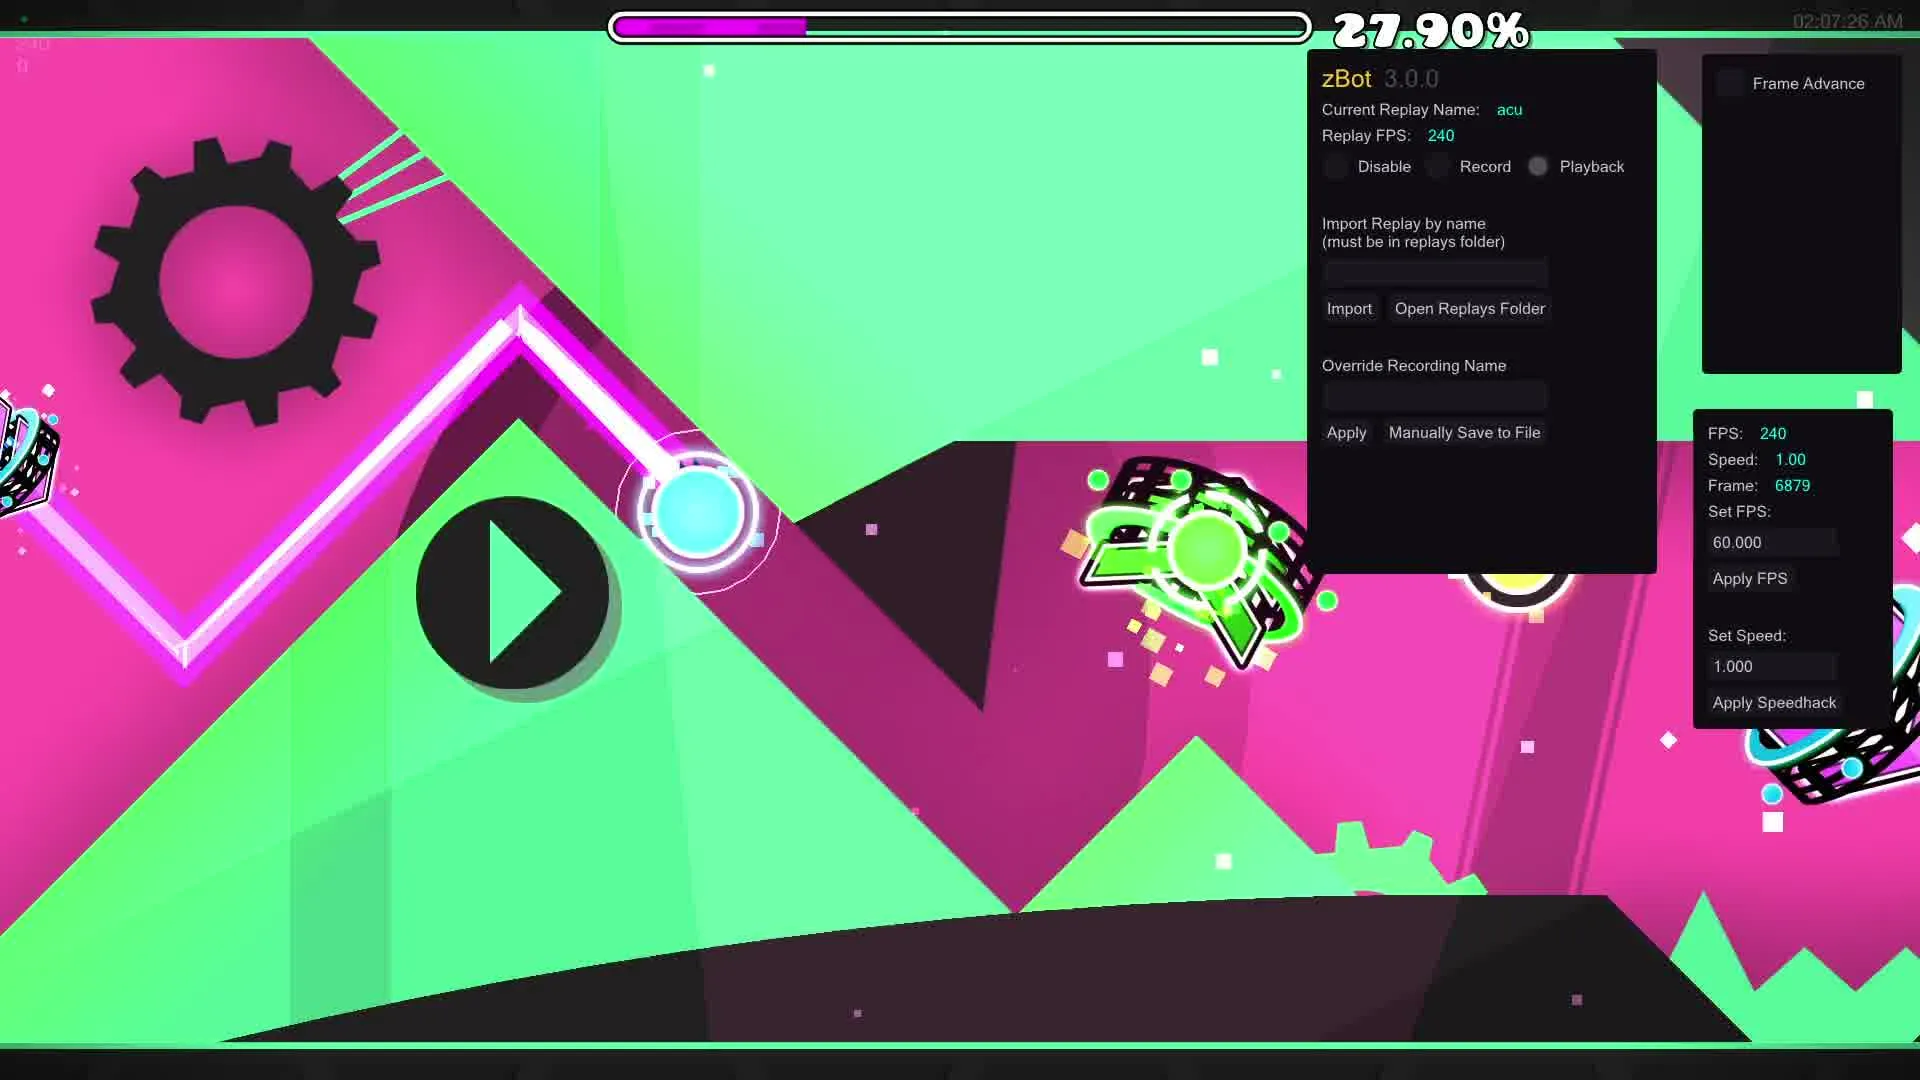 27.90%
02:07:26 AM
240
0
zBot 3.0.0
Current Replay Name: acu
Replay FPS: 240
Disable Record Playback
Import Replay by name
(must be in replays folder)
Import Open Replays Folder
Override Recording Name
Apply Manually Save to File
Frame Advance
FPS: 240
Speed: 1.00
Frame: 6879
Set FPS:
60.000
Apply FPS
Set Speed:
1.000
Apply Speedhack